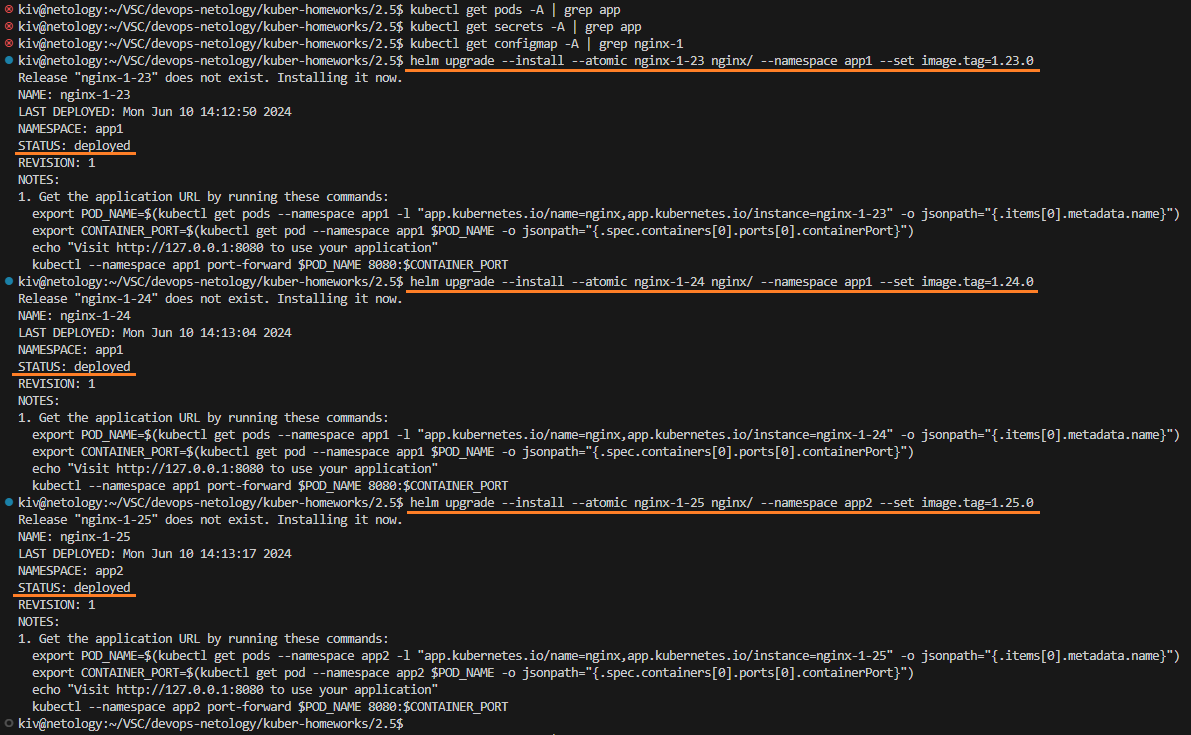 kiv@netology:~/VSC/devops-netology/kuber-homeworks/2.5$ kubectl get pods -A | grep app
kiv@netology:~/VSC/devops-netology/kuber-homeworks/2.5$ kubectl get secrets -A | grep app
kiv@netology:~/VSC/devops-netology/kuber-homeworks/2.5$ kubectl get configmap -A | grep nginx-1
kiv@netology:~/VSC/devops-netology/kuber-homeworks/2.5$ helm upgrade --install --atomic nginx-1-23 nginx/ --namespace app1 --set image.tag=1.23.0
Release "nginx-1-23" does not exist. Installing it now.
NAME: nginx-1-23
LAST DEPLOYED: Mon Jun 10 14:12:50 2024
NAMESPACE: app1
STATUS: deployed
REVISION: 1
NOTES:
1. Get the application URL by running these commands:
  export POD_NAME=$(kubectl get pods --namespace app1 -l "app.kubernetes.io/name=nginx,app.kubernetes.io/instance=nginx-1-23" -o jsonpath="{.items[0].metadata.name}")
  export CONTAINER_PORT=$(kubectl get pod --namespace app1 $POD_NAME -o jsonpath="{.spec.containers[0].ports[0].containerPort}")
  echo "Visit http://127.0.0.1:8080 to use your application"
  kubectl --namespace app1 port-forward $POD_NAME 8080:$CONTAINER_PORT
kiv@netology:~/VSC/devops-netology/kuber-homeworks/2.5$ helm upgrade --install --atomic nginx-1-24 nginx/ --namespace app1 --set image.tag=1.24.0
Release "nginx-1-24" does not exist. Installing it now.
NAME: nginx-1-24
LAST DEPLOYED: Mon Jun 10 14:13:04 2024
NAMESPACE: app1
STATUS: deployed
REVISION: 1
NOTES:
1. Get the application URL by running these commands:
  export POD_NAME=$(kubectl get pods --namespace app1 -l "app.kubernetes.io/name=nginx,app.kubernetes.io/instance=nginx-1-24" -o jsonpath="{.items[0].metadata.name}")
  export CONTAINER_PORT=$(kubectl get pod --namespace app1 $POD_NAME -o jsonpath="{.spec.containers[0].ports[0].containerPort}")
  echo "Visit http://127.0.0.1:8080 to use your application"
  kubectl --namespace app1 port-forward $POD_NAME 8080:$CONTAINER_PORT
kiv@netology:~/VSC/devops-netology/kuber-homeworks/2.5$ helm upgrade --install --atomic nginx-1-25 nginx/ --namespace app2 --set image.tag=1.25.0
Release "nginx-1-25" does not exist. Installing it now.
NAME: nginx-1-25
LAST DEPLOYED: Mon Jun 10 14:13:17 2024
NAMESPACE: app2
STATUS: deployed
REVISION: 1
NOTES:
1. Get the application URL by running these commands:
  export POD_NAME=$(kubectl get pods --namespace app2 -l "app.kubernetes.io/name=nginx,app.kubernetes.io/instance=nginx-1-25" -o jsonpath="{.items[0].metadata.name}")
  export CONTAINER_PORT=$(kubectl get pod --namespace app2 $POD_NAME -o jsonpath="{.spec.containers[0].ports[0].containerPort}")
  echo "Visit http://127.0.0.1:8080 to use your application"
  kubectl --namespace app2 port-forward $POD_NAME 8080:$CONTAINER_PORT
kiv@netology:~/VSC/devops-netology/kuber-homeworks/2.5$